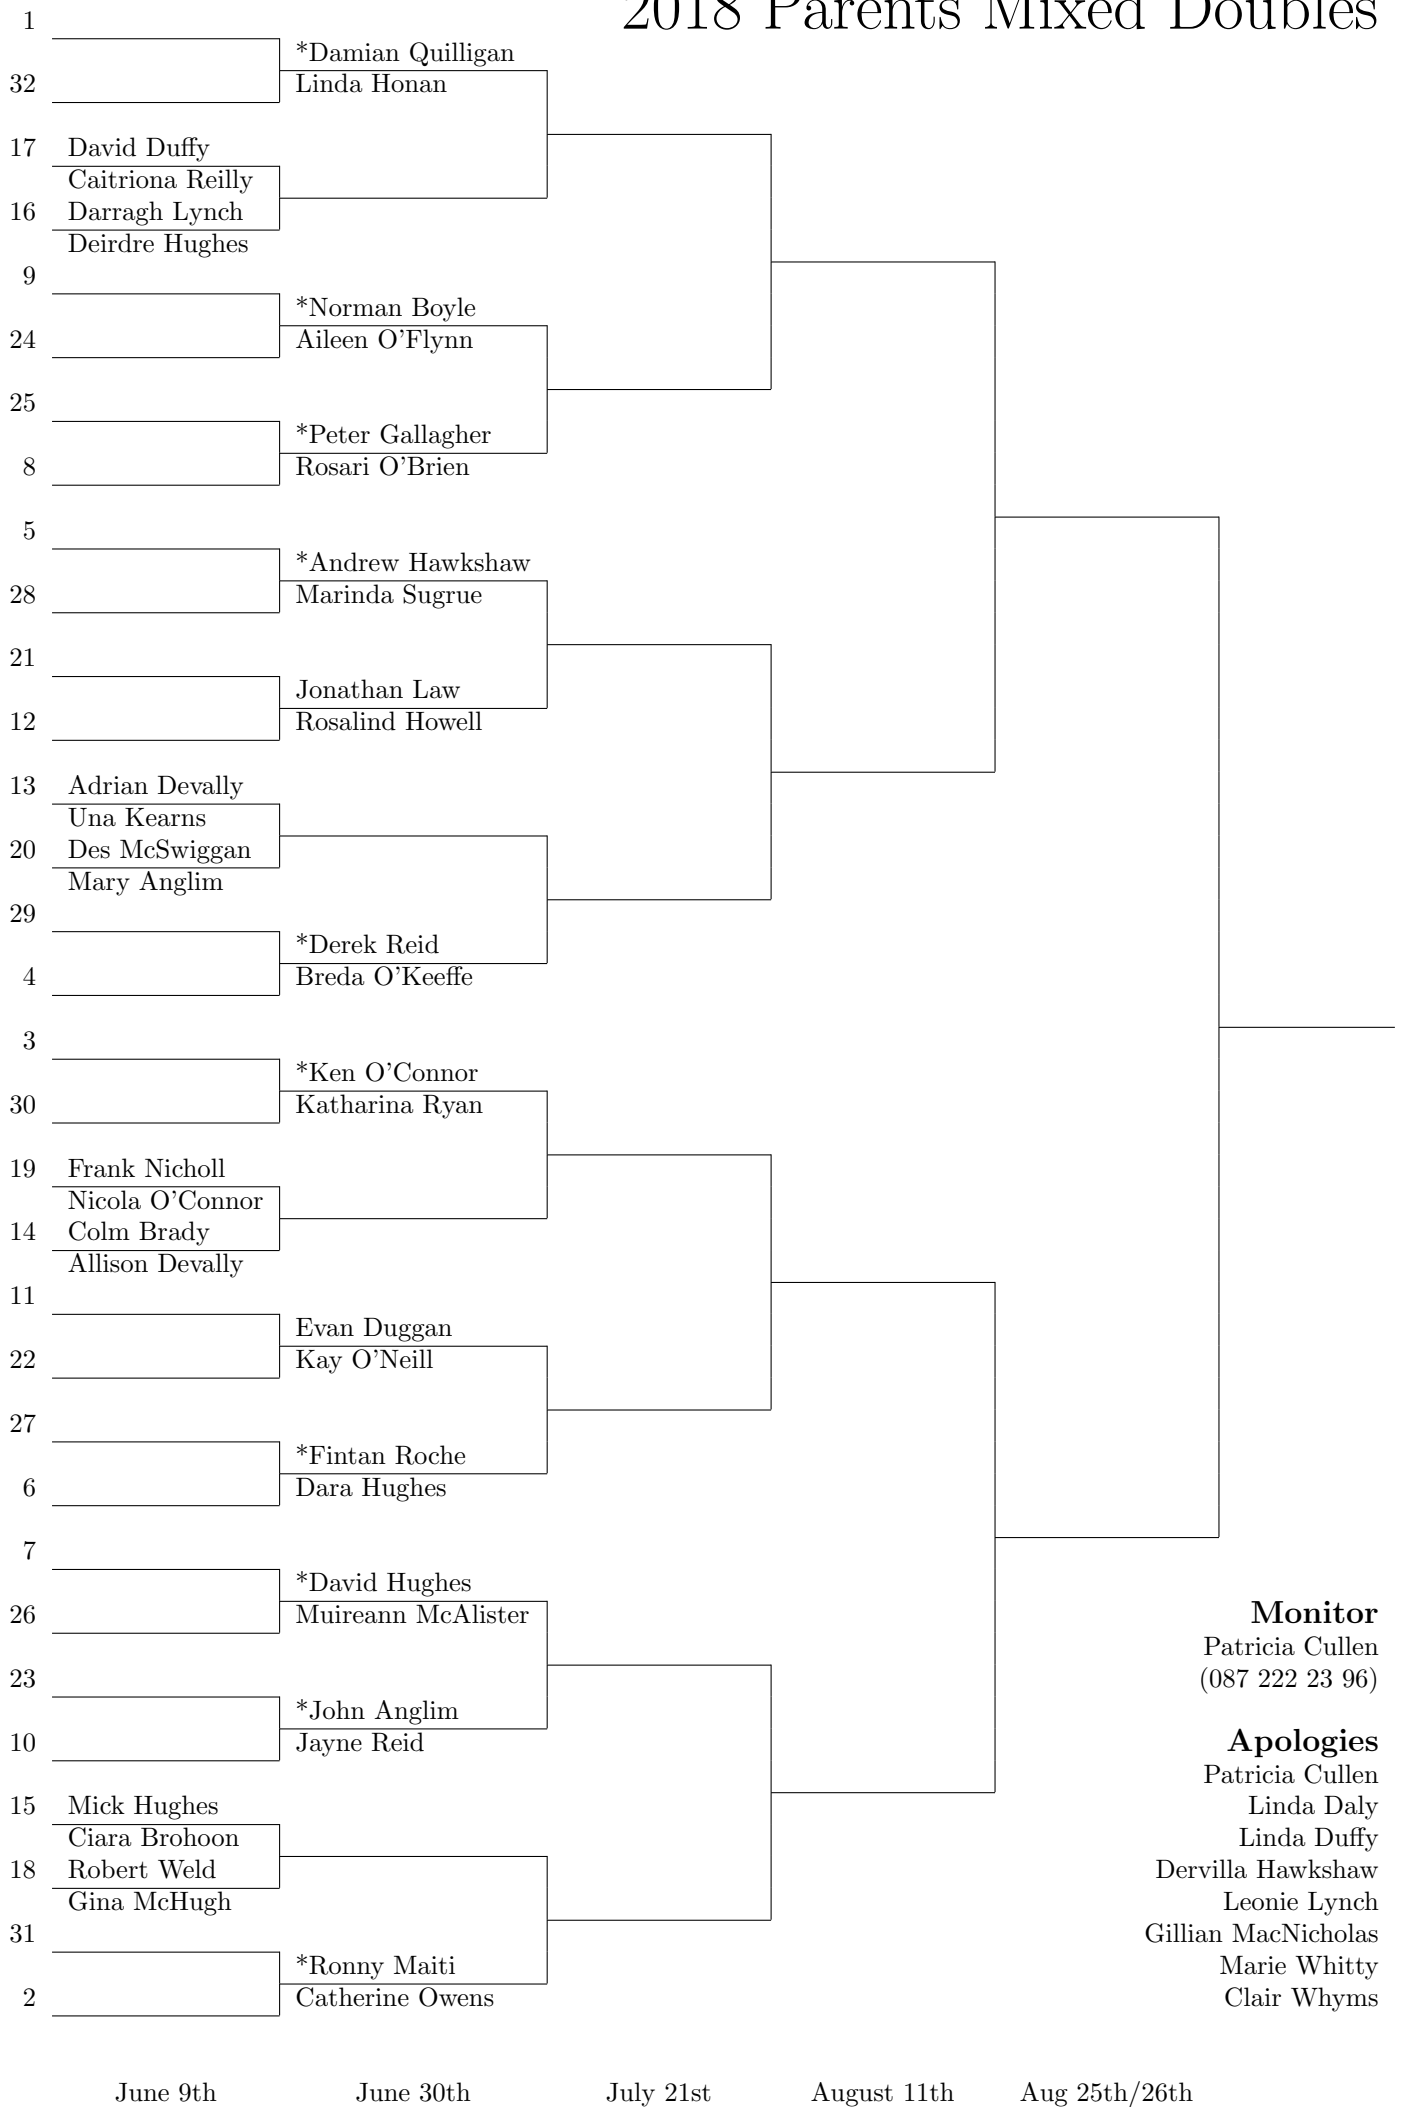 2018 Parents Mixed Doubles
1
*Damian Quilligan
32
Linda Honan
17
David Duffy
Caitriona Reilly
16
Darragh Lynch
Deirdre Hughes
9
*Norman Boyle
24
Aileen O'Flynn
25
*Peter Gallagher
8
Rosari O'Brien
5
*Andrew Hawkshaw
28
Marinda Sugrue
21
Jonathan Law
12
Rosalind Howell
13
Adrian Devally
Una Kearns
20
Des McSwiggan
Mary Anglim
29
*Derek Reid
4
Breda O'Keeffe
3
*Ken O'Connor
30
Katharina Ryan
19
Frank Nicholl
Nicola O'Connor
14
Colm Brady
Allison Devally
11
Evan Duggan
22
Kay O'Neill
27
*Fintan Roche
6
Dara Hughes
7
*David Hughes
26
Muireann McAlister
23
*John Anglim
10
Jayne Reid
15
Mick Hughes
Ciara Brohoon
18
Robert Weld
Gina McHugh
31
*Ronny Maiti
2
Catherine Owens
Monitor
Patricia Cullen
(087 222 23 96)
Apologies
Patricia Cullen
Linda Daly
Linda Duffy
Dervilla Hawkshaw
Leonie Lynch
Gillian MacNicholas
Marie Whitty
Clair Whyms
June 9th
June 30th
July 21st
August 11th
Aug 25th/26th